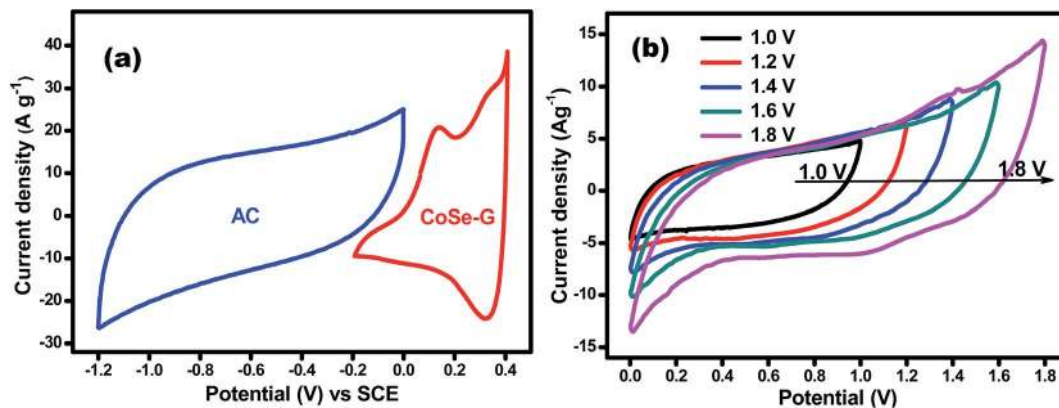 (a)
Current density (A g⁻¹)
40
30
20
10
0
-10
-20
-30
AC
CoSe-G
-1.2 -1.0 -0.8 -0.6 -0.4 -0.2 0.0 0.2 0.4
Potential (V) vs SCE
(b)
Current density (Ag⁻¹)
15
10
5
0
-5
-10
-15
1.0 V
1.2 V
1.4 V
1.6 V
1.8 V
1.0 V
1.8 V
0.0 0.2 0.4 0.6 0.8 1.0 1.2 1.4 1.6 1.8
Potential (V)